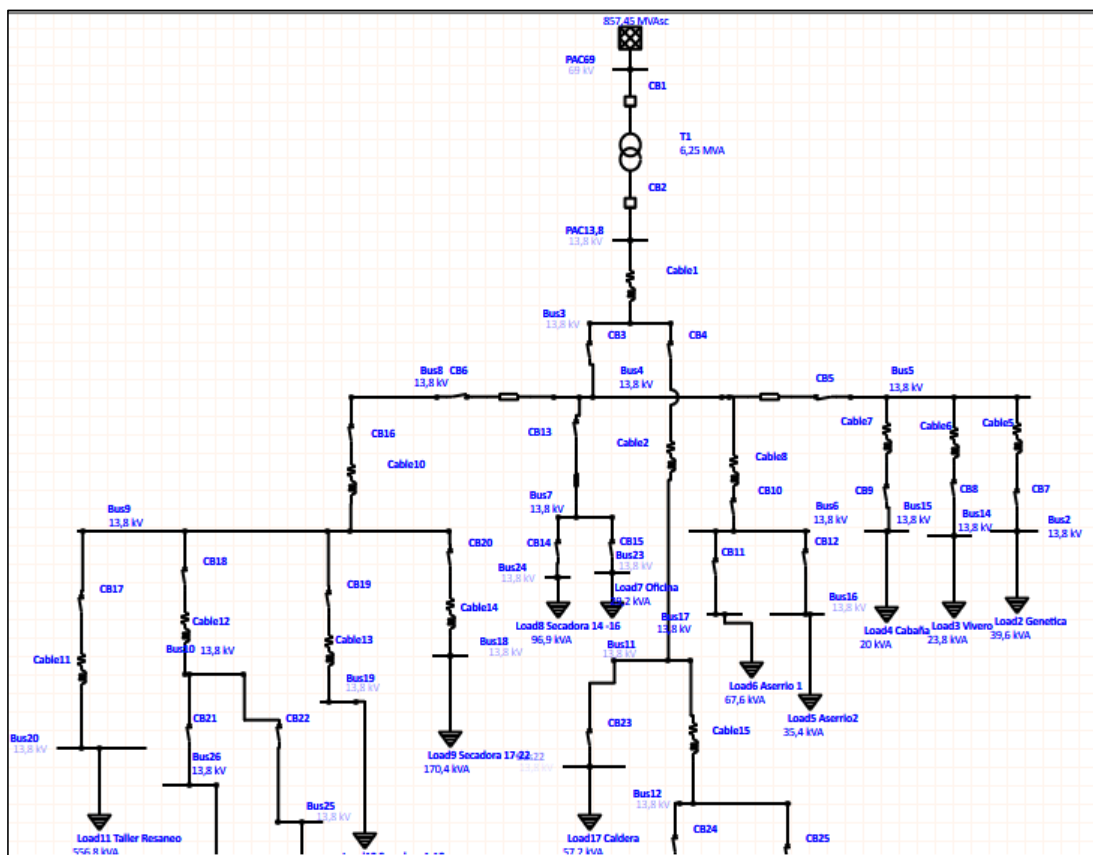 857,45 MVAsc
PAC69
69 kV
CB1
T1
6,25 MVA
CB2
PAC13,8
13,8 kV
Cable1
Bus3
13,8 kV
CB3
CB4
Bus8
CB6
13,8 kV
Bus4
13,8 kV
CB5
Bus5
13,8 kV
CB16
CB13
Cable2
Cable7
Cable6
Cable5
Cable10
Cable8
Bus7
13,8 kV
CB10
Bus6
13,8 kV
CB9
Bus15
13,8 kV
CB8
Bus14
13,8 kV
CB7
Bus2
13,8 kV
Bus9
13,8 kV
CB18
CB20
CB14
CB15
Bus24
13,8 kV
Bus23
13,8 kV
CB11
CB12
CB17
CB19
Load7 Oficina
Bus16
13,8 kV
Cable12
Cable14
Load8 Secadora 14 -16
96,9 kVA
Bus17
13,8 kV
Load4 Cabaña
20 kVA
Load3 Vivero
23,8 kVA
Load2 Genetica
39,6 kVA
Cable13
Bus10
13,8 kV
Bus18
13,8 kV
Bus11
13,8 kV
Cable11
Bus19
13,8 kV
Load6 Aserrio 1
67,6 kVA
Load5 Aserrio2
35,4 kVA
CB21
CB22
CB23
Cable15
Bus20
13,8 kV
Bus26
13,8 kV
Load9 Secadora 17-22
170,4 kVA
13,8 kV
Bus25
13,8 kV
Bus12
13,8 kV
Load11 Taller Resaneo
556,8 kVA
Load17 Caldera
57,2 kVA
CB24
CB25